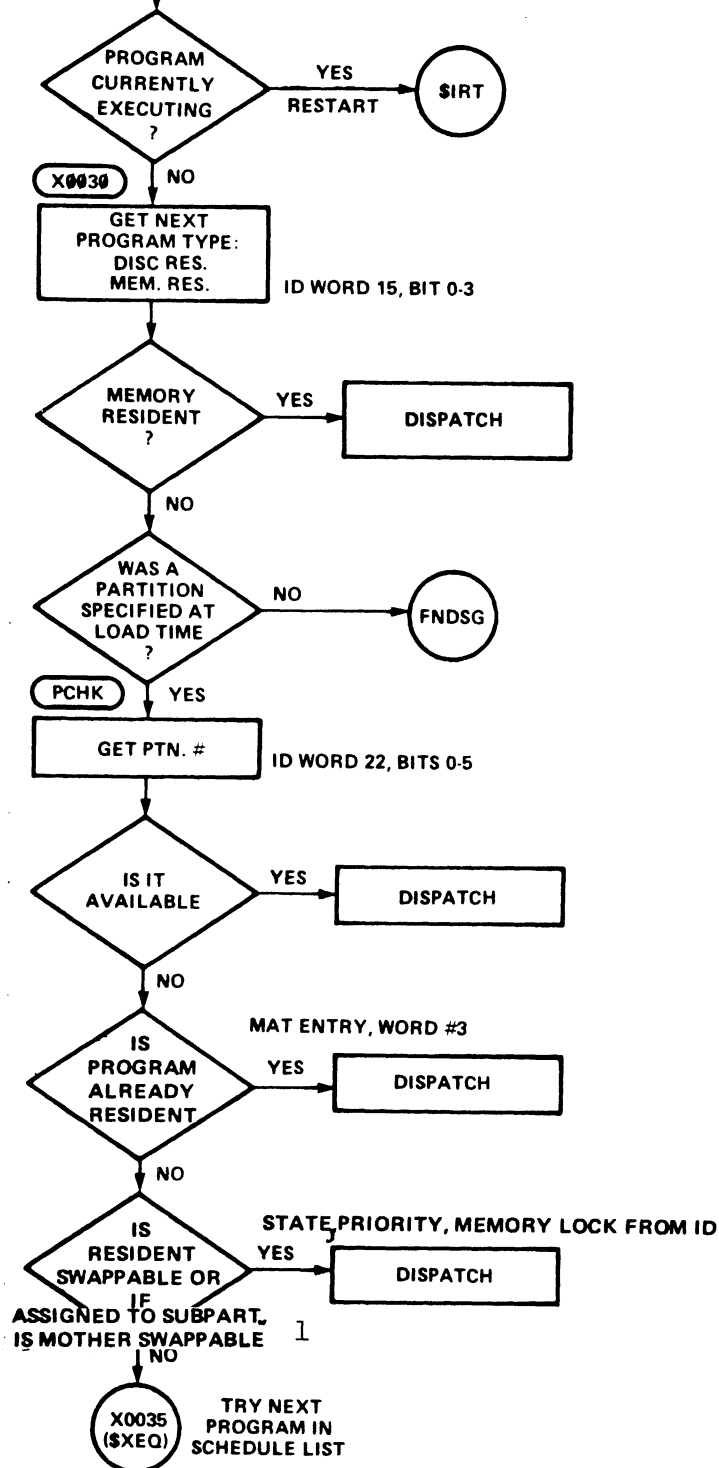 PROGRAM
CURRENTLY
EXECUTING
?
YES
RESTART
$IRT
NO
X0030
GET NEXT
PROGRAM TYPE:
DISC RES.
MEM. RES.
ID WORD 15, BIT 0-3
MEMORY
RESIDENT
?
YES
DISPATCH
NO
WAS A
PARTITION
SPECIFIED AT
LOAD TIME
?
NO
FNDSG
PCHK
YES
GET PTN. #
ID WORD 22, BITS 0-5
IS IT
AVAILABLE
YES
DISPATCH
NO
MAT ENTRY, WORD #3
IS
PROGRAM
ALREADY
RESIDENT
YES
DISPATCH
NO
STATE, PRIORITY, MEMORY LOCK FROM ID
IS
RESIDENT
SWAPPABLE OR
IF
ASSIGNED TO SUBPART.
IS MOTHER SWAPPABLE
YES
DISPATCH
1
NO
X0035
($XEQ)
TRY NEXT
PROGRAM IN
SCHEDULE LIST